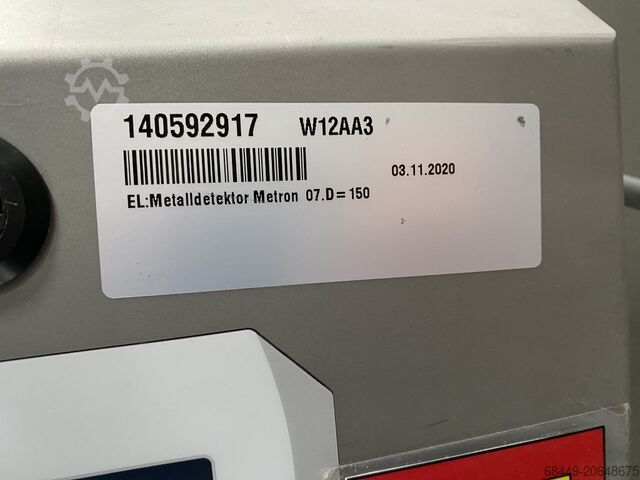 140592917 W12AA3
03.11.2020
EL:Metalldetektor Metron 07.D=150
68449-20648675